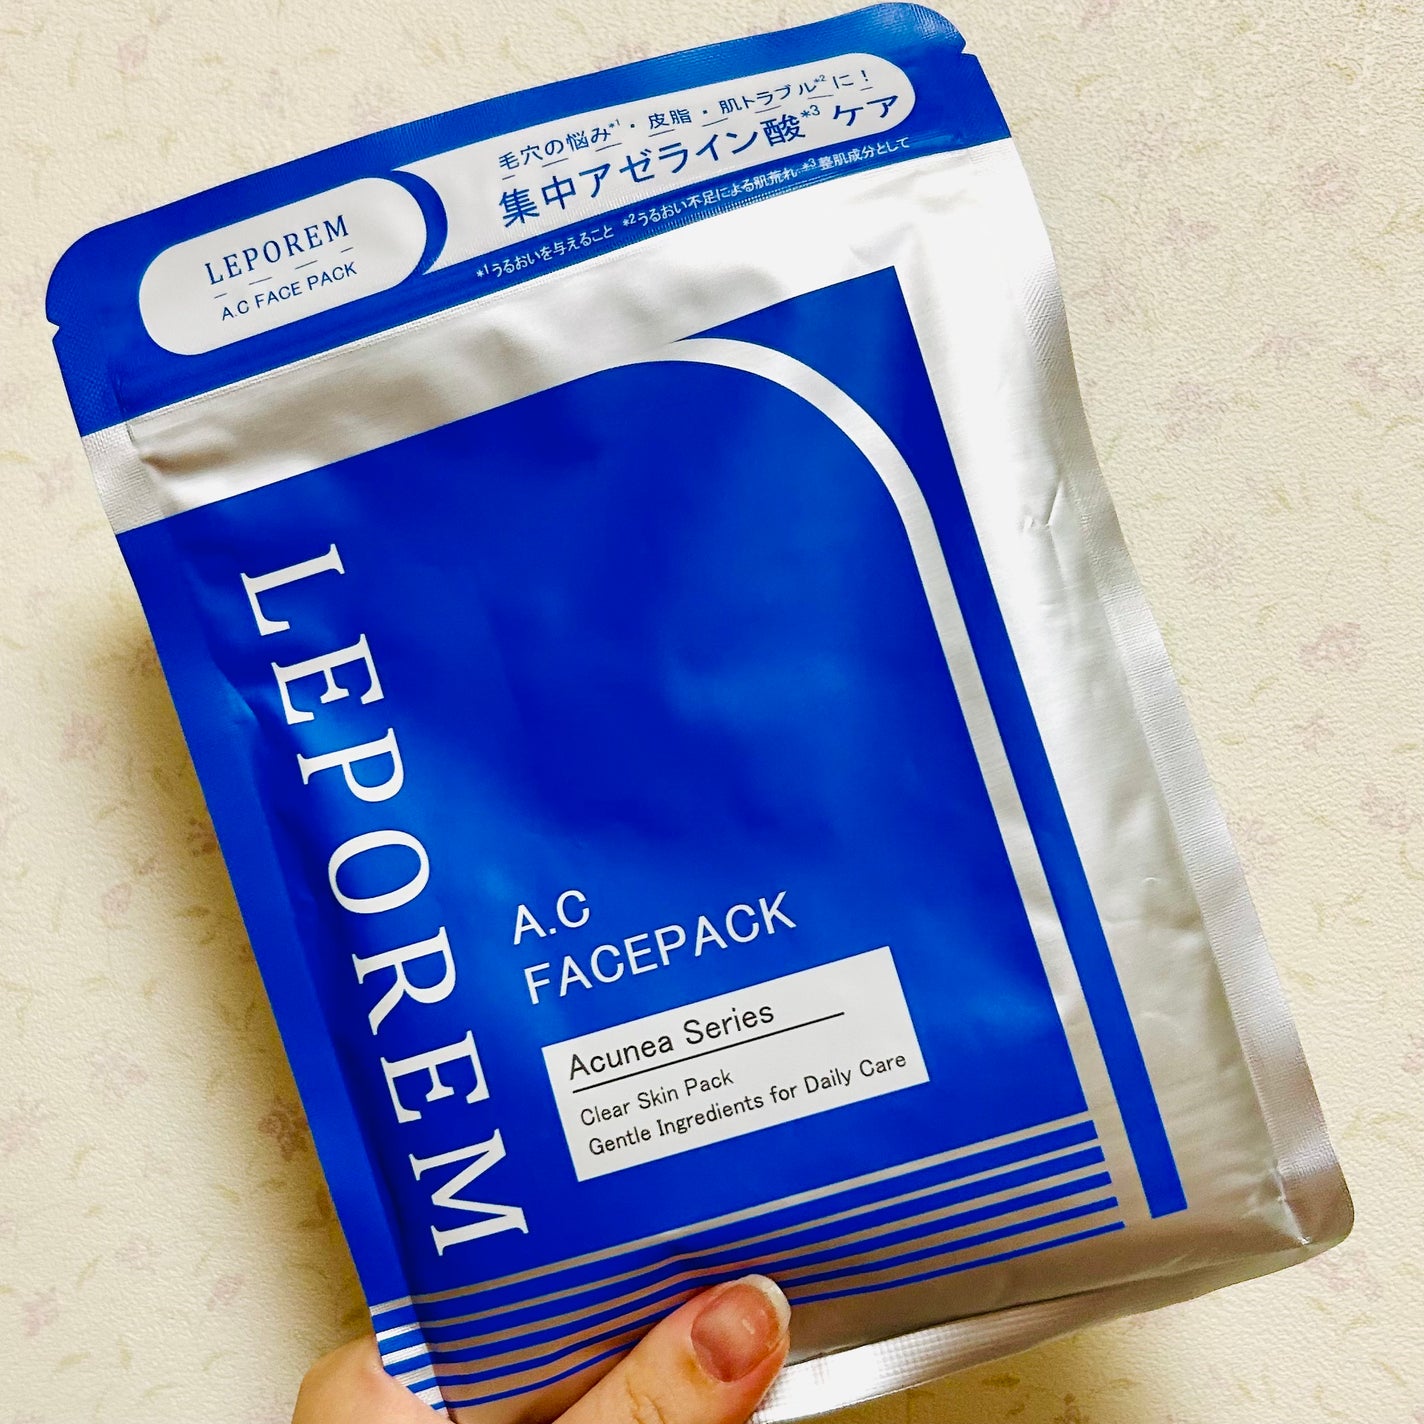 LEPOREM
A.C FACE PACK
毛穴の悩み*1・皮脂・肌トラブル*2に!
集中アゼライン酸*3ケア
*1うるおいを与えること *2うるおい不足による肌荒れ *3整肌成分として
LEPOREM
A.C
FACEPACK
Acunea Series
Clear Skin Pack
Gentle Ingredients for Daily Care